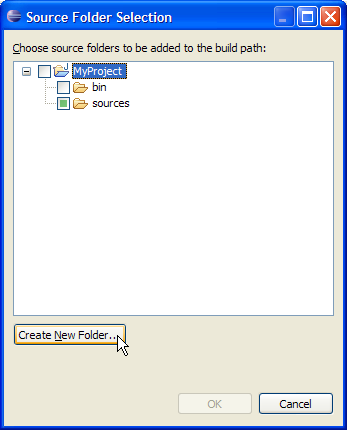 Source Folder Selection
Choose source folders to be added to the build path:
MyProject
bin
sources
Create New Folder...
OK
Cancel